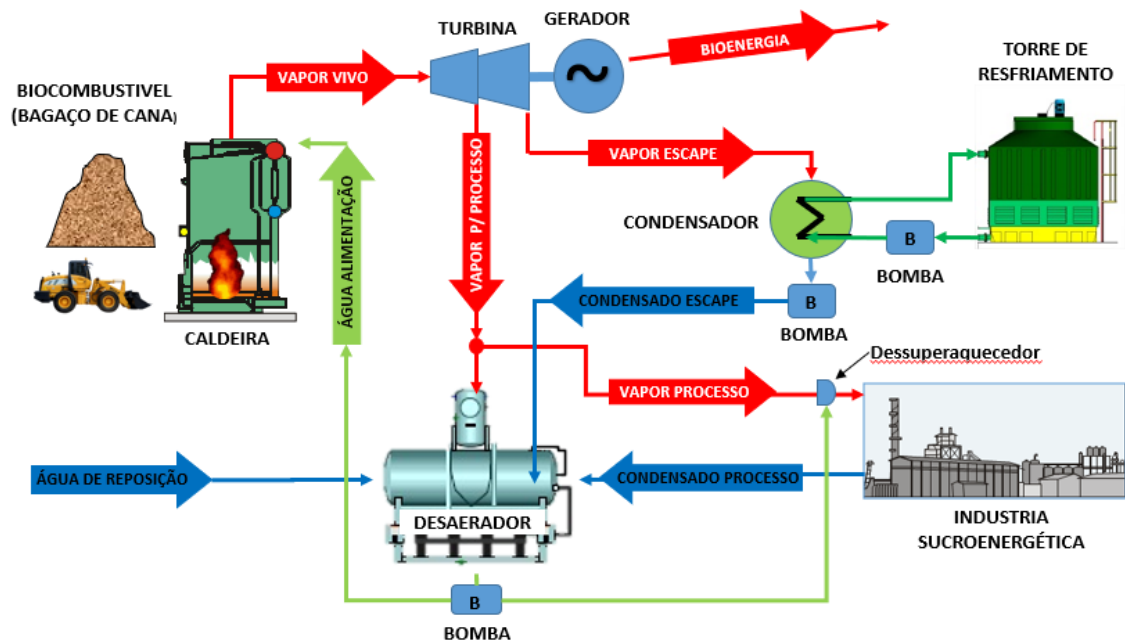 TURBINA
GERADOR
BIOENERGIA
TORRE DE
RESFRIAMENTO
VAPOR VIVO
BIOCOMBUSTIVEL
(BAGAÇO DE CANA)
VAPOR ESCAPE
CONDENSADOR
B
BOMBA
ÁGUA ALIMENTAÇÃO
VAPOR P/ PROCESSO
CONDENSADO ESCAPE
B
BOMBA
CALDEIRA
Dessuperaquecedor
VAPOR PROCESSO
ÁGUA DE REPOSIÇÃO
CONDENSADO PROCESSO
DESAERADOR
INDUSTRIA
SUCROENERGÉTICA
B
BOMBA